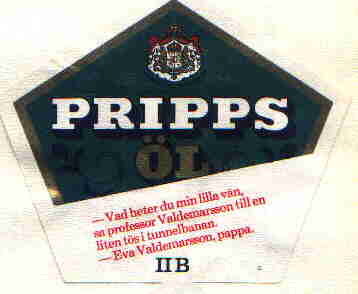 PRIPPS
ÖL
—Vad heter du min lilla vän,
sa professor Valdemarsson till en
liten tös i tunnelbanan.
—Eva Valdemarsson, pappa.
II B